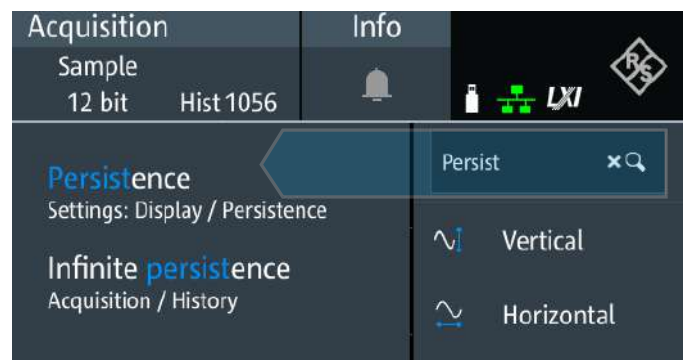 Acquisition
Info
Sample
12 bit Hist 1056
LXI
R&S
Persist
Persistence
Settings: Display / Persistence
Infinite persistence
Acquisition / History
Vertical
Horizontal